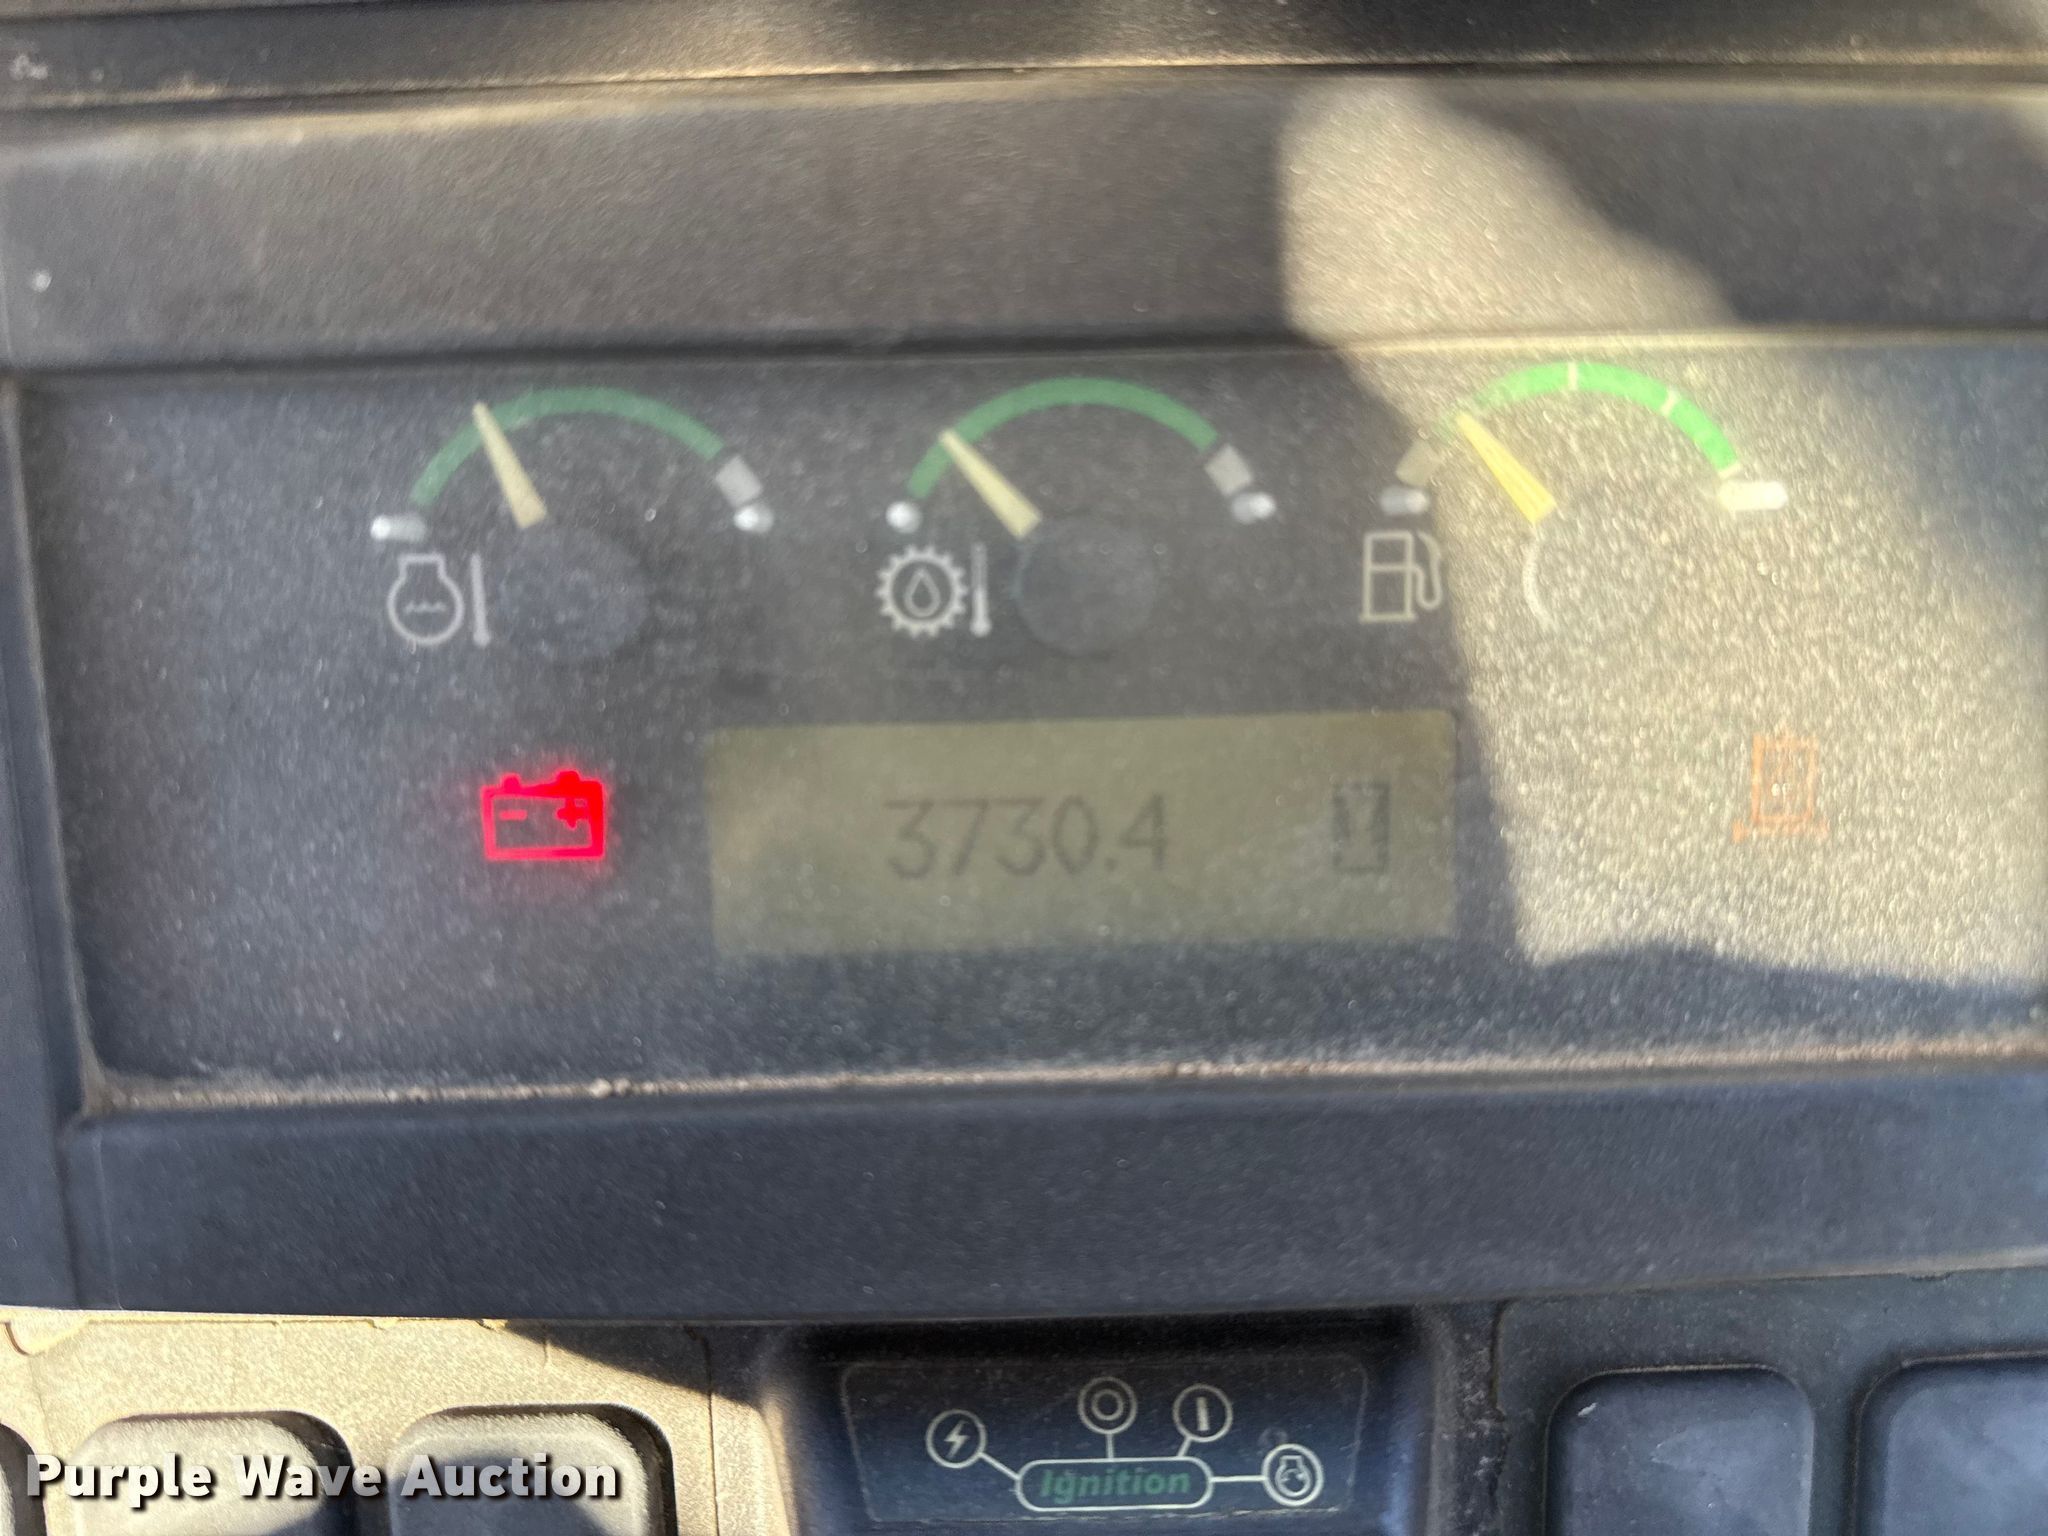 3730.4
Ignition
Purple Wave Auction